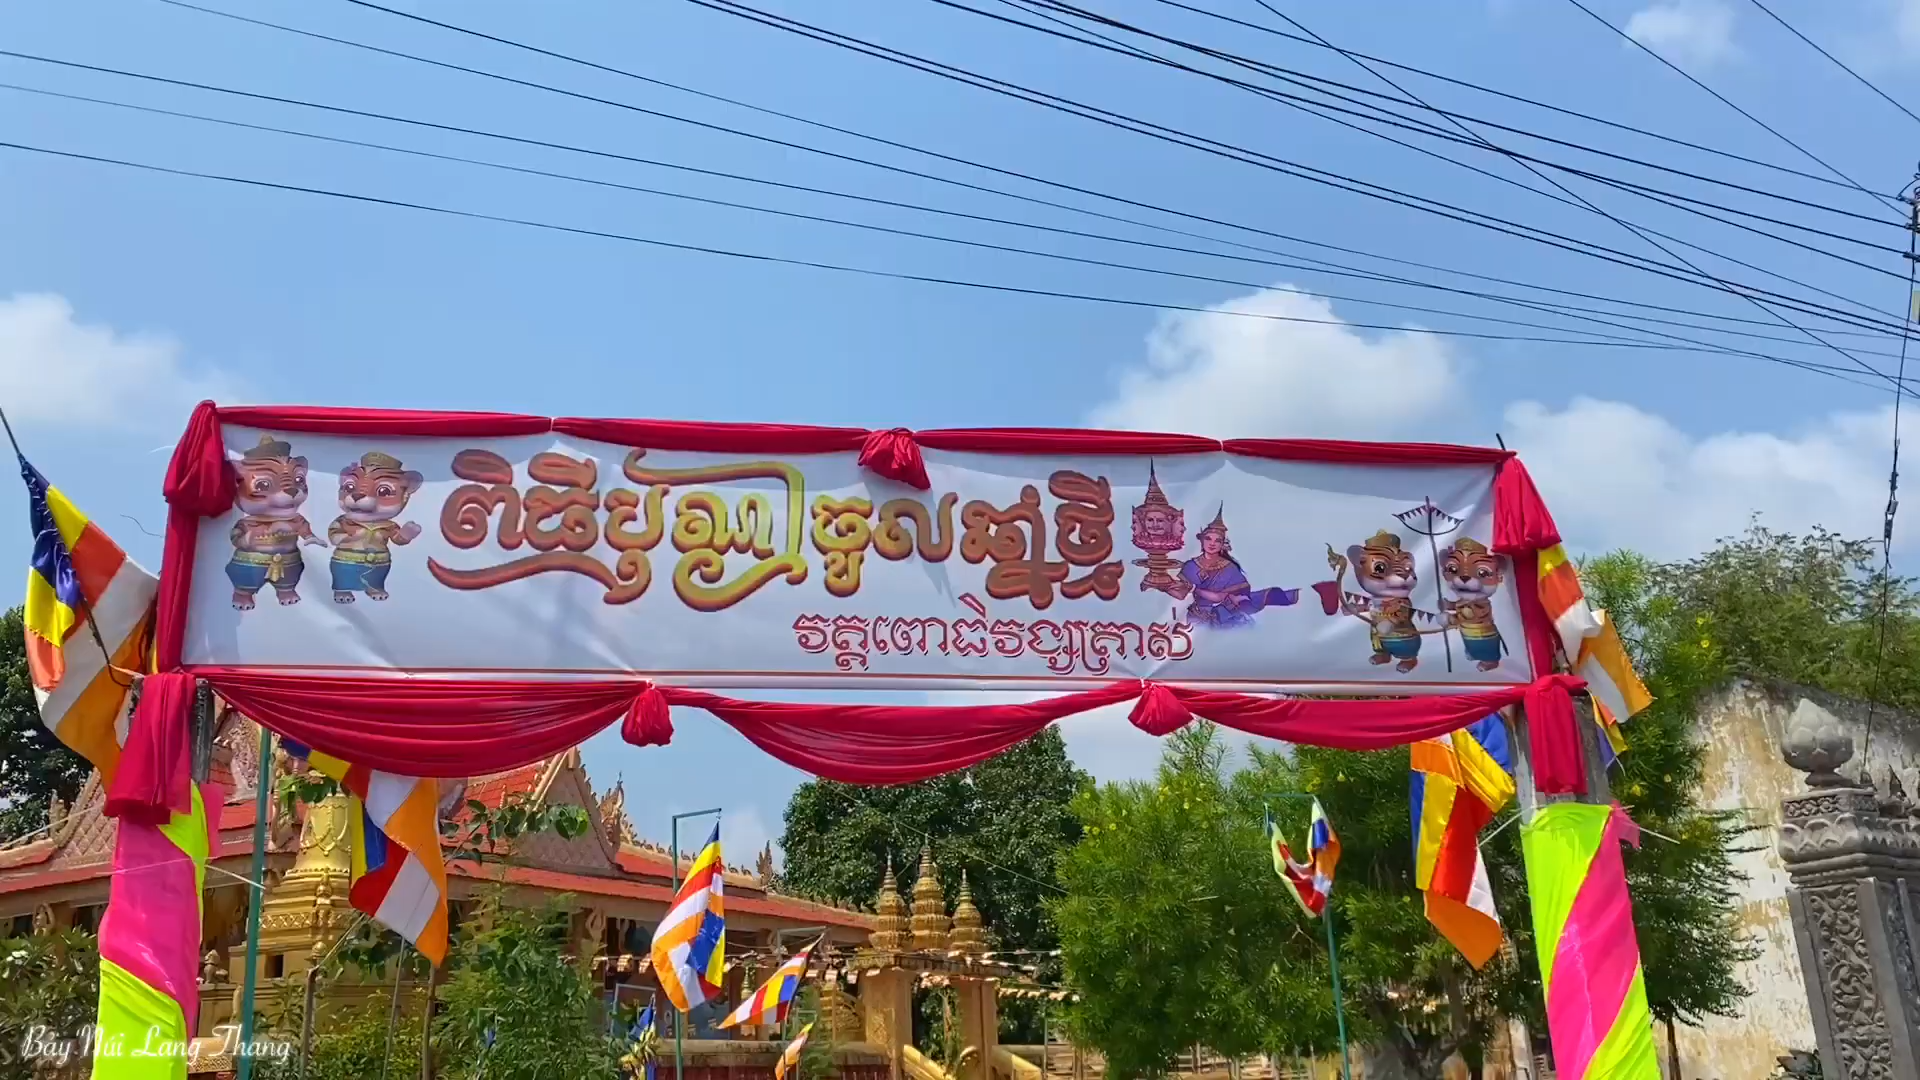 ពិធីបុណ្យចូលឆ្នាំថ្មី
វត្តពោធិវង្សត្រាស់
Bảy Núi Lang Thang